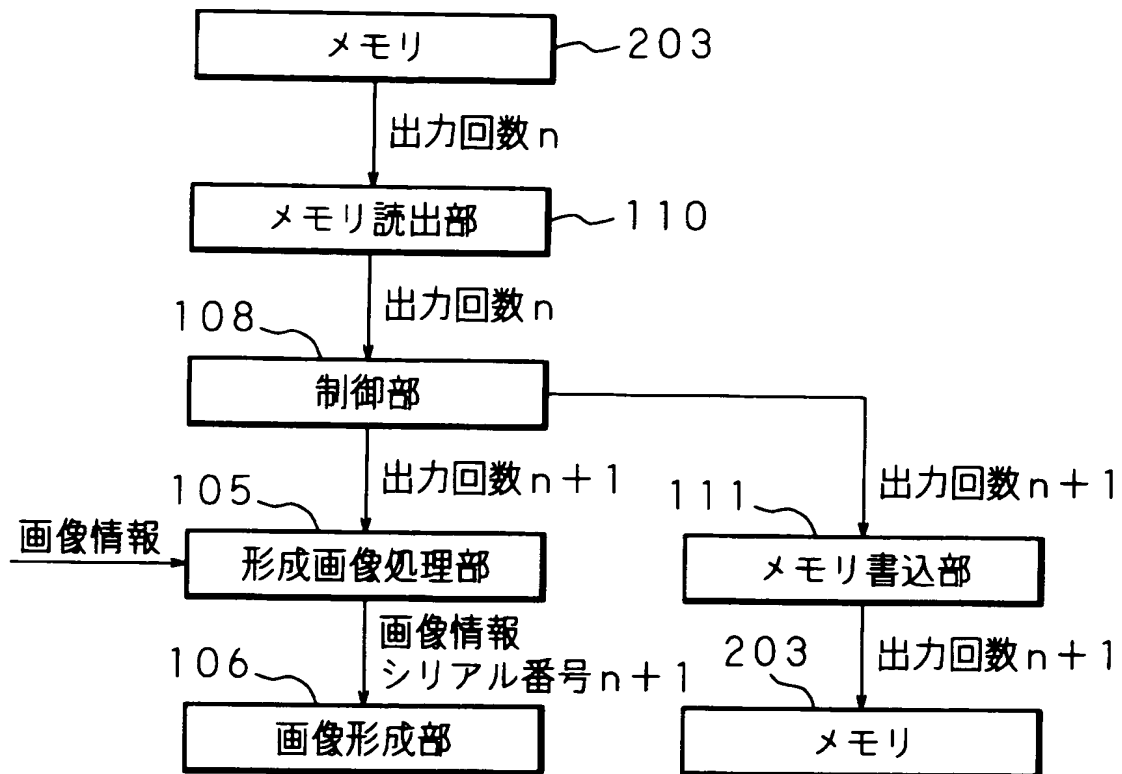 メモリ
203
出力回数n
メモリ読出部
110
出力回数n
108
制御部
出力回数n+1
出力回数n+1
105
111
画像情報
形成画像処理部
メモリ書込部
画像情報
シリアル番号n+1
出力回数n+1
106
203
画像形成部
メモリ